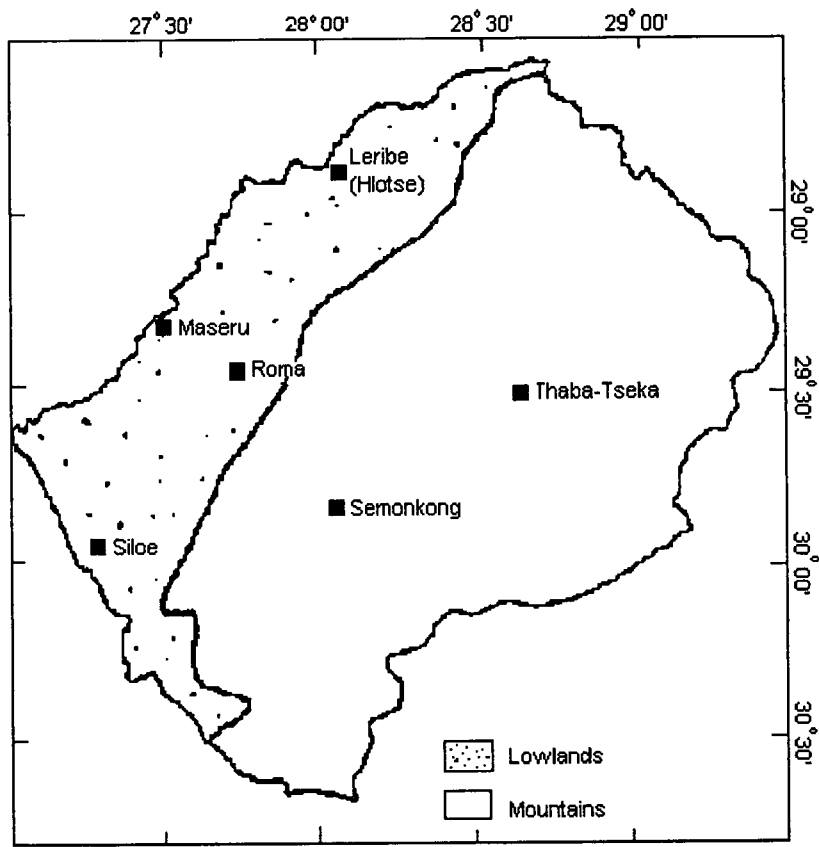 27°30' 28°00' 28°30' 29°00'
Leribe
(Hlotse)
29°00'
Maseru
Roma
29°30'
Thaba-Tseka
Semonkong
Siloe
30°00'
30°30'
Lowlands
Mountains